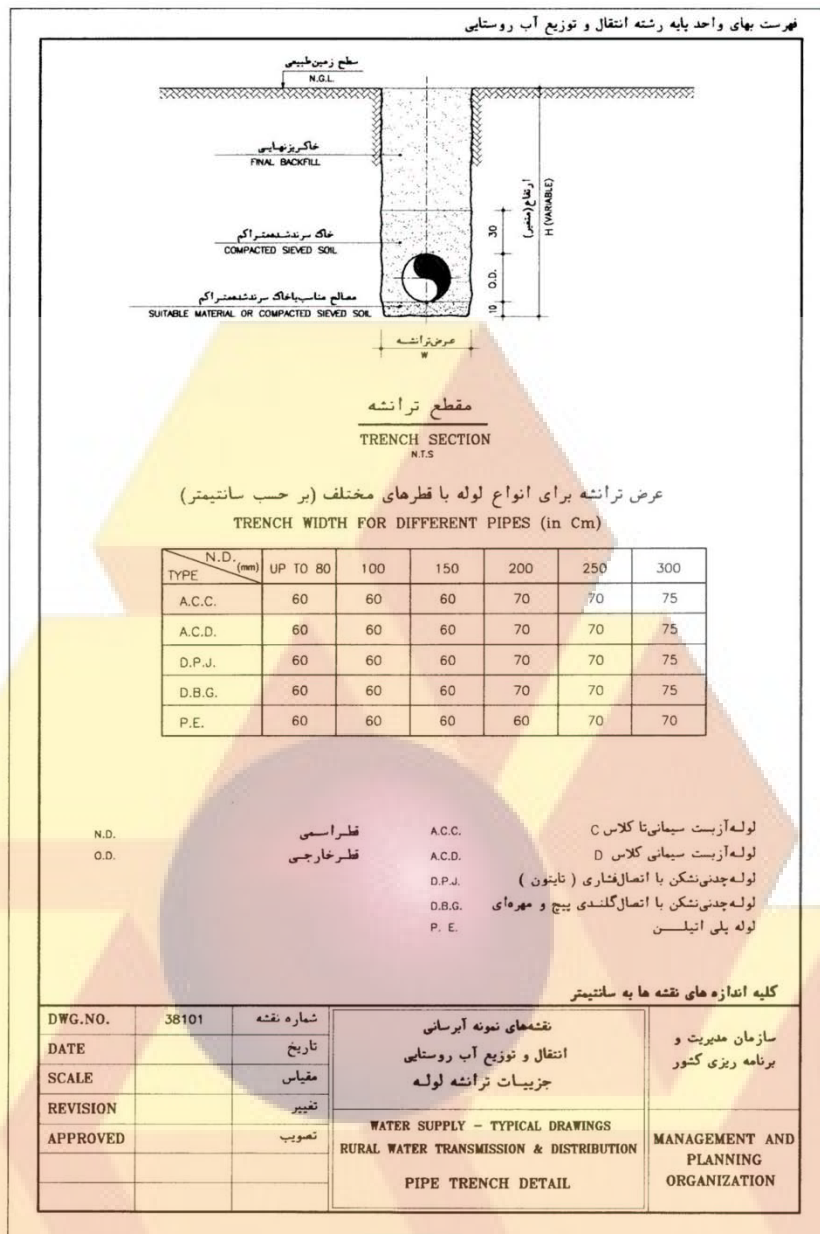 فهرست بهای واحد پایه رشته انتقال و توزیع آب روستایی
سطح زمین طبیعی
N.G.L.
خاکریز نهایی
FINAL BACKFILL
خاک سرند شده متراکم
COMPACTED SIEVED SOIL
مصالح مناسب یا خاک سرند شده متراکم
SUITABLE MATERIAL OR COMPACTED SIEVED SOIL
30
O.D.
10
ارتفاع (متغیر)
H (VARIABLE)
عرض ترانشه
W
مقطع ترانشه
TRENCH SECTION
N.T.S
عرض ترانشه برای انواع لوله با قطرهای مختلف (بر حسب سانتیمتر)
TRENCH WIDTH FOR DIFFERENT PIPES (in Cm)
TYPE N.D. (mm) UP TO 80 100 150 200 250 300
A.C.C. 60 60 60 70 70 75
A.C.D. 60 60 60 70 70 75
D.P.J. 60 60 60 70 70 75
D.B.G. 60 60 60 70 70 75
P.E. 60 60 60 60 70 70
لوله آزبست سیمانی تا کلاس C A.C.C.
لوله آزبست سیمانی کلاس D A.C.D.
لوله چدنی نشکن با اتصال فشاری ( تایتون ) D.P.J.
لوله چدنی نشکن با اتصال گلندی پیچ و مهره‌ای D.B.G.
لوله پلی اتیلن P. E.
قطر اسمی N.D.
قطر خارجی O.D.
کلیه اندازه های نقشه ها به سانتیمتر
DWG.NO. 38101 شماره نقشه
DATE تاریخ
SCALE مقیاس
REVISION تغییر
APPROVED تصویب
نقشه‌های نمونه آبرسانی
انتقال و توزیع آب روستایی
جزییات ترانشه لوله
WATER SUPPLY – TYPICAL DRAWINGS
RURAL WATER TRANSMISSION & DISTRIBUTION
PIPE TRENCH DETAIL
سازمان مدیریت و
برنامه ریزی کشور
MANAGEMENT AND
PLANNING
ORGANIZATION